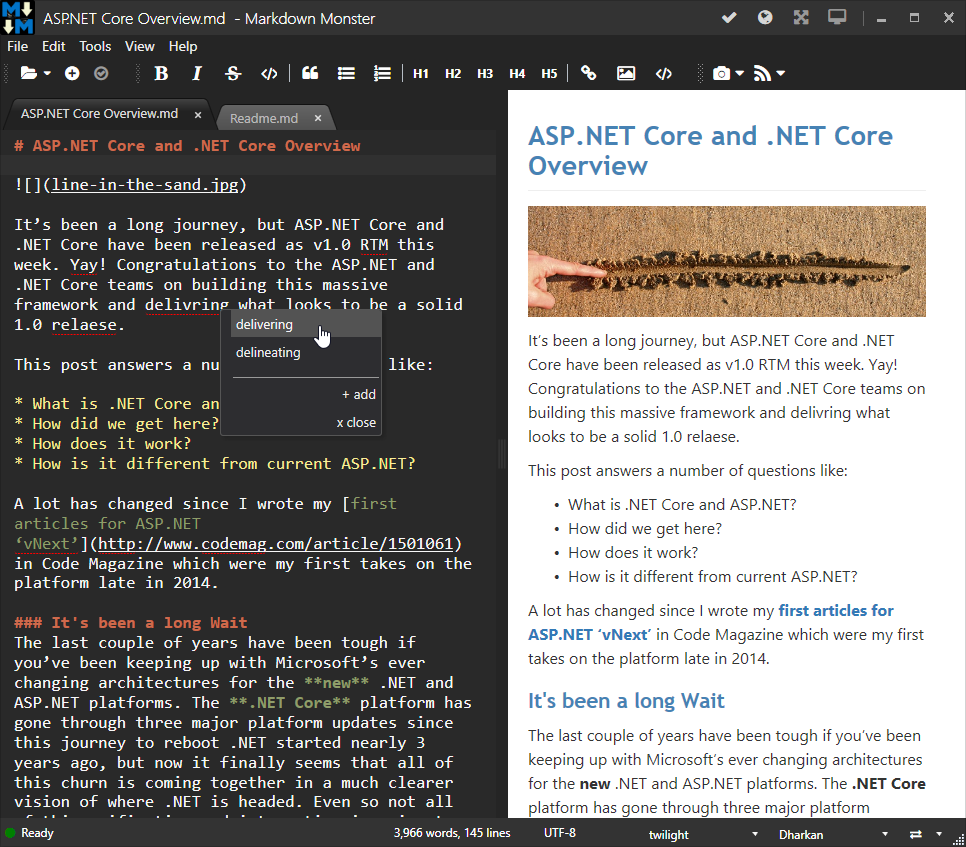 ASP.NET Core Overview.md - Markdown Monster
File Edit Tools View Help
B I S H1 H2 H3 H4 H5
ASP.NET Core Overview.md × Readme.md ×
# ASP.NET Core and .NET Core Overview
![](line-in-the-sand.jpg)
It’s been a long journey, but ASP.NET Core and
.NET Core have been released as v1.0 RTM this
week. Yay! Congratulations to the ASP.NET and
.NET Core teams on building this massive
framework and delivring what looks to be a solid
1.0 relaese.
delivering
delineating
+ add
x close
This post answers a nu like:
* What is .NET Core an
* How did we get here?
* How does it work?
* How is it different from current ASP.NET?
A lot has changed since I wrote my [first
articles for ASP.NET
‘vNext’](http://www.codemag.com/article/1501061)
in Code Magazine which were my first takes on the
platform late in 2014.
### It's been a long Wait
The last couple of years have been tough if
you’ve been keeping up with Microsoft’s ever
changing architectures for the **new** .NET and
ASP.NET platforms. The **.NET Core** platform has
gone through three major platform updates since
this journey to reboot .NET started nearly 3
years ago, but now it finally seems that all of
this churn is coming together in a much clearer
vision of where .NET is headed. Even so not all
ASP.NET Core and .NET Core
Overview
It’s been a long journey, but ASP.NET Core and .NET
Core have been released as v1.0 RTM this week. Yay!
Congratulations to the ASP.NET and .NET Core teams on
building this massive framework and delivring what
looks to be a solid 1.0 relaese.
This post answers a number of questions like:
• What is .NET Core and ASP.NET?
• How did we get here?
• How does it work?
• How is it different from current ASP.NET?
A lot has changed since I wrote my first articles for
ASP.NET ‘vNext’ in Code Magazine which were my first
takes on the platform late in 2014.
It's been a long Wait
The last couple of years have been tough if you’ve been
keeping up with Microsoft’s ever changing architectures
for the new .NET and ASP.NET platforms. The .NET Core
platform has gone through three major platform
Ready 3,966 words, 145 lines UTF-8 twilight Dharkan